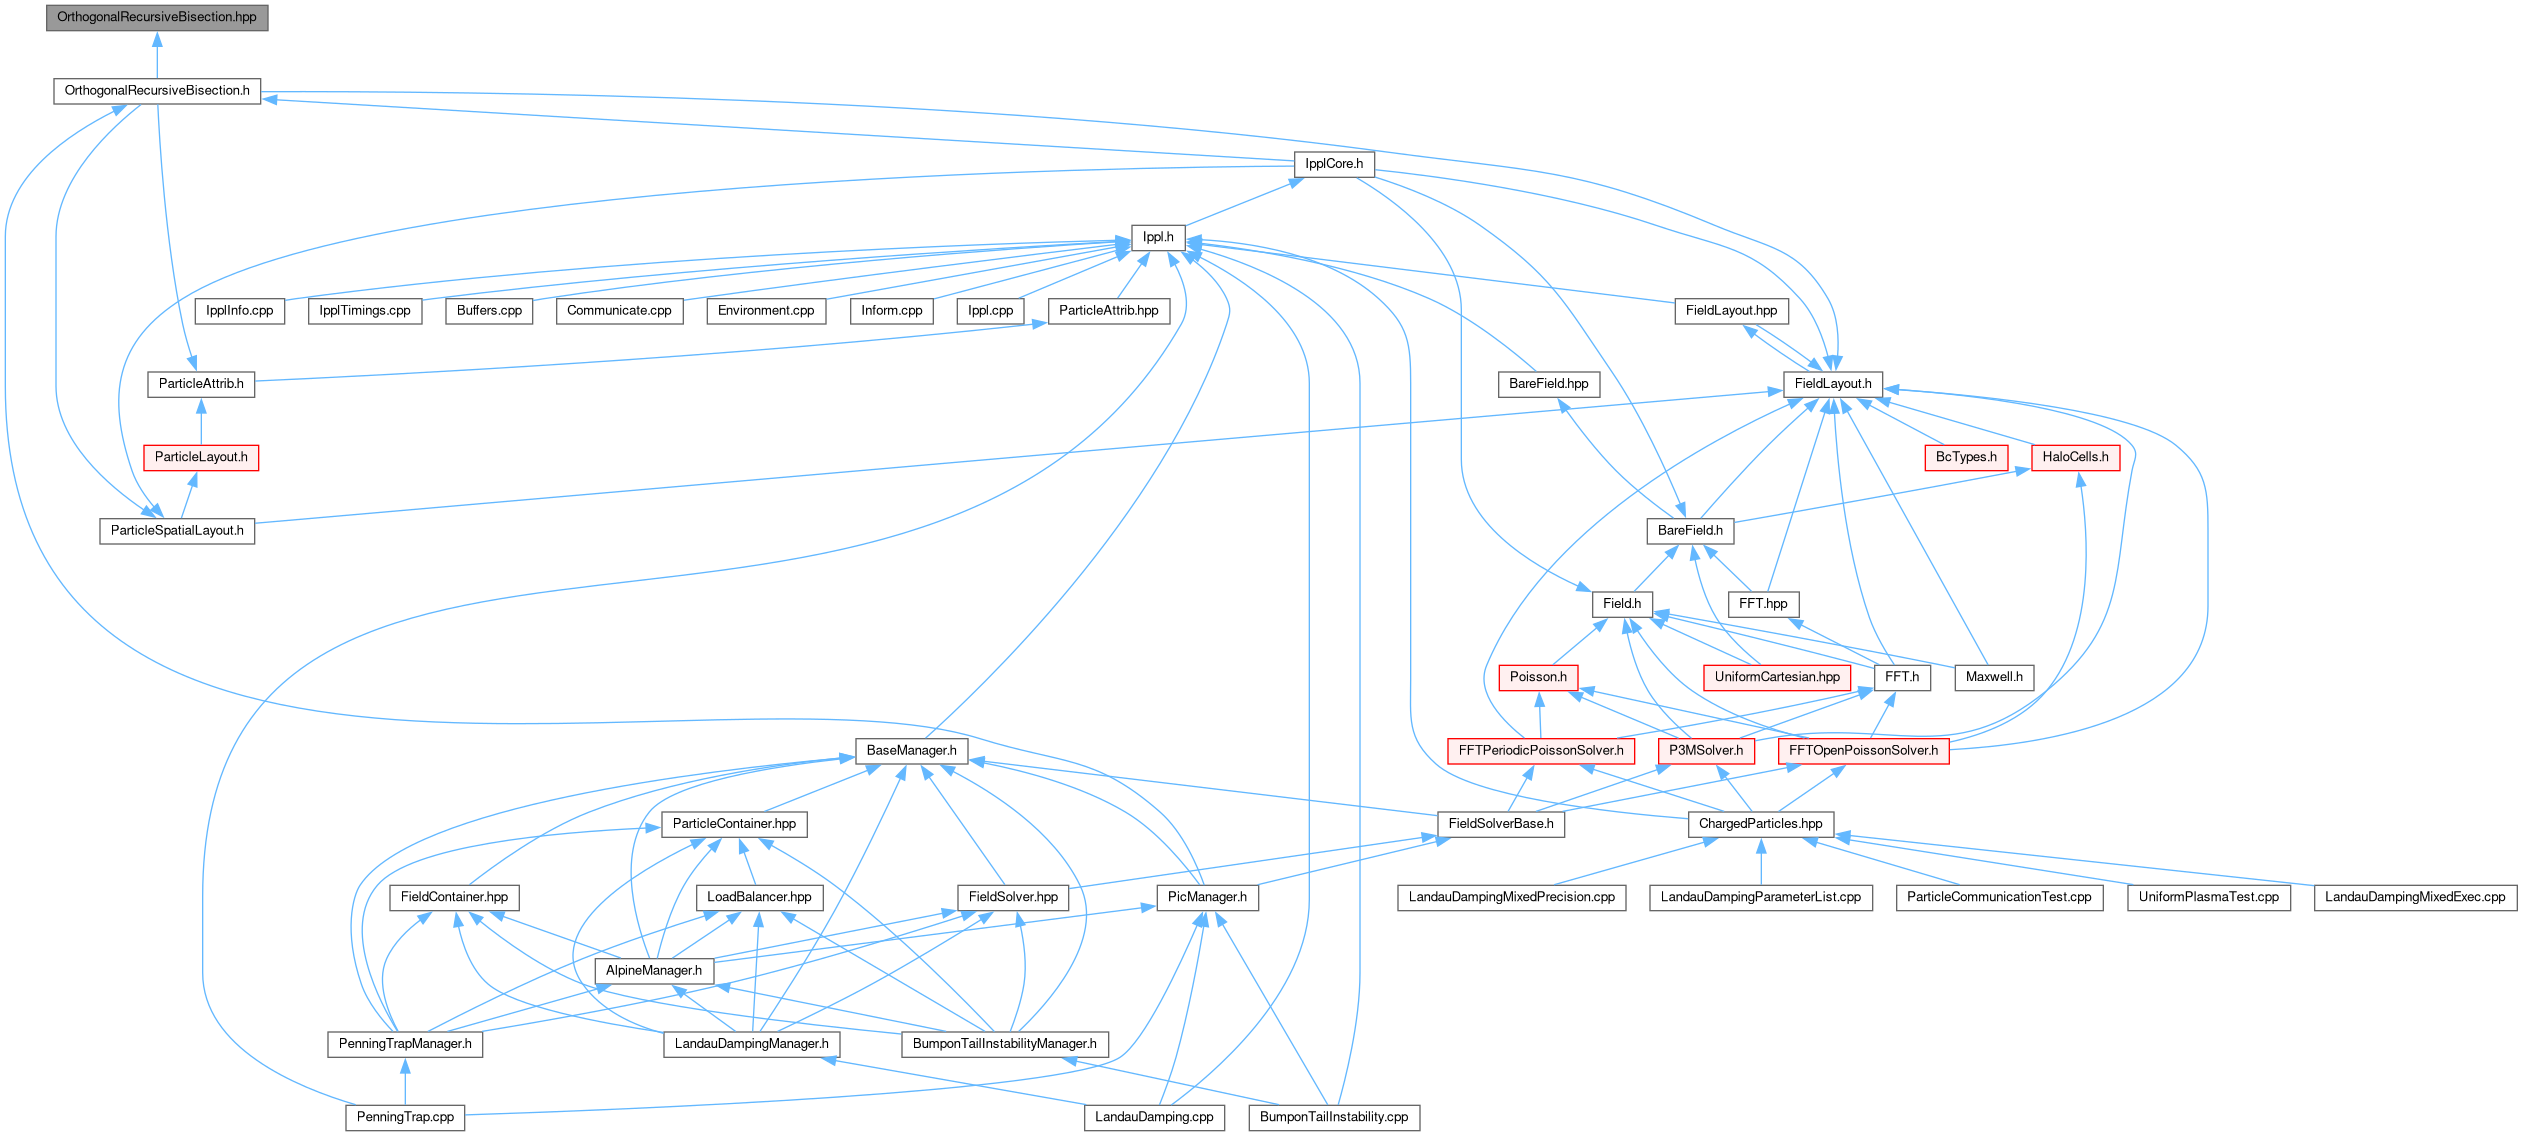 OrthogonalRecursiveBisection.hpp
OrthogonalRecursiveBisection.h
IpplCore.h
Ippl.h
IpplInfo.cpp
IpplTimings.cpp
Buffers.cpp
Communicate.cpp
Environment.cpp
Inform.cpp
Ippl.cpp
ParticleAttrib.hpp
FieldLayout.hpp
ParticleAttrib.h
BareField.hpp
FieldLayout.h
ParticleLayout.h
BcTypes.h
HaloCells.h
ParticleSpatialLayout.h
BareField.h
Field.h
FFT.hpp
Poisson.h
UniformCartesian.hpp
FFT.h
Maxwell.h
BaseManager.h
FFTPeriodicPoissonSolver.h
P3MSolver.h
FFTOpenPoissonSolver.h
ParticleContainer.hpp
FieldSolverBase.h
ChargedParticles.hpp
FieldContainer.hpp
LoadBalancer.hpp
FieldSolver.hpp
PicManager.h
LandauDampingMixedPrecision.cpp
LandauDampingParameterList.cpp
ParticleCommunicationTest.cpp
UniformPlasmaTest.cpp
LandauDampingMixedExec.cpp
AlpineManager.h
PenningTrapManager.h
LandauDampingManager.h
BumponTailInstabilityManager.h
PenningTrap.cpp
LandauDamping.cpp
BumponTailInstability.cpp